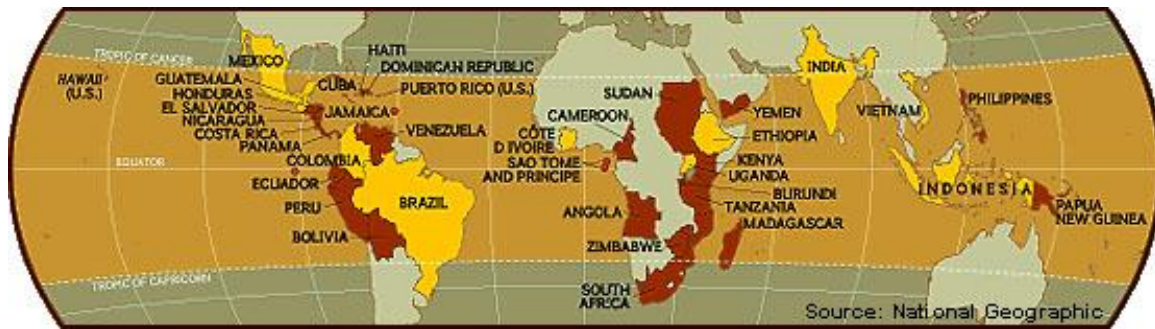 TROPIC OF CANCER
HAWAII
(U.S.)
MEXICO
GUATEMALA
HONDURAS
EL SALVADOR
NICARAGUA
COSTA RICA
PANAMA
CUBA
HAITI
DOMINICAN REPUBLIC
PUERTO RICO (U.S.)
JAMAICA
VENEZUELA
COLOMBIA
EQUATOR
ECUADOR
PERU
BRAZIL
BOLIVIA
TROPIC OF CAPRICORN
SUDAN
CAMEROON
CÔTE
D IVOIRE
SAO TOME
AND PRINCIPE
ANGOLA
ZIMBABWE
SOUTH
AFRICA
YEMEN
ETHIOPIA
KENYA
UGANDA
BURUNDI
TANZANIA
MADAGASCAR
INDIA
VIETNAM
PHILIPPINES
INDONESIA
PAPUA
NEW GUINEA
Source: National Geographic